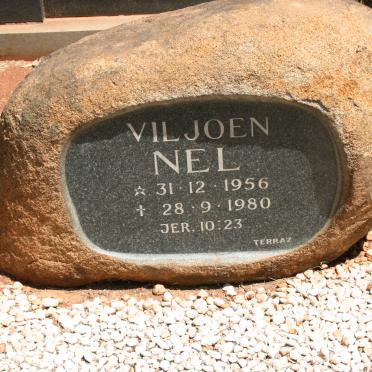 VILJOEN
NEL
☆ 31·12·1956
† 28·9·1980
JER. 10:23
TERRAZ